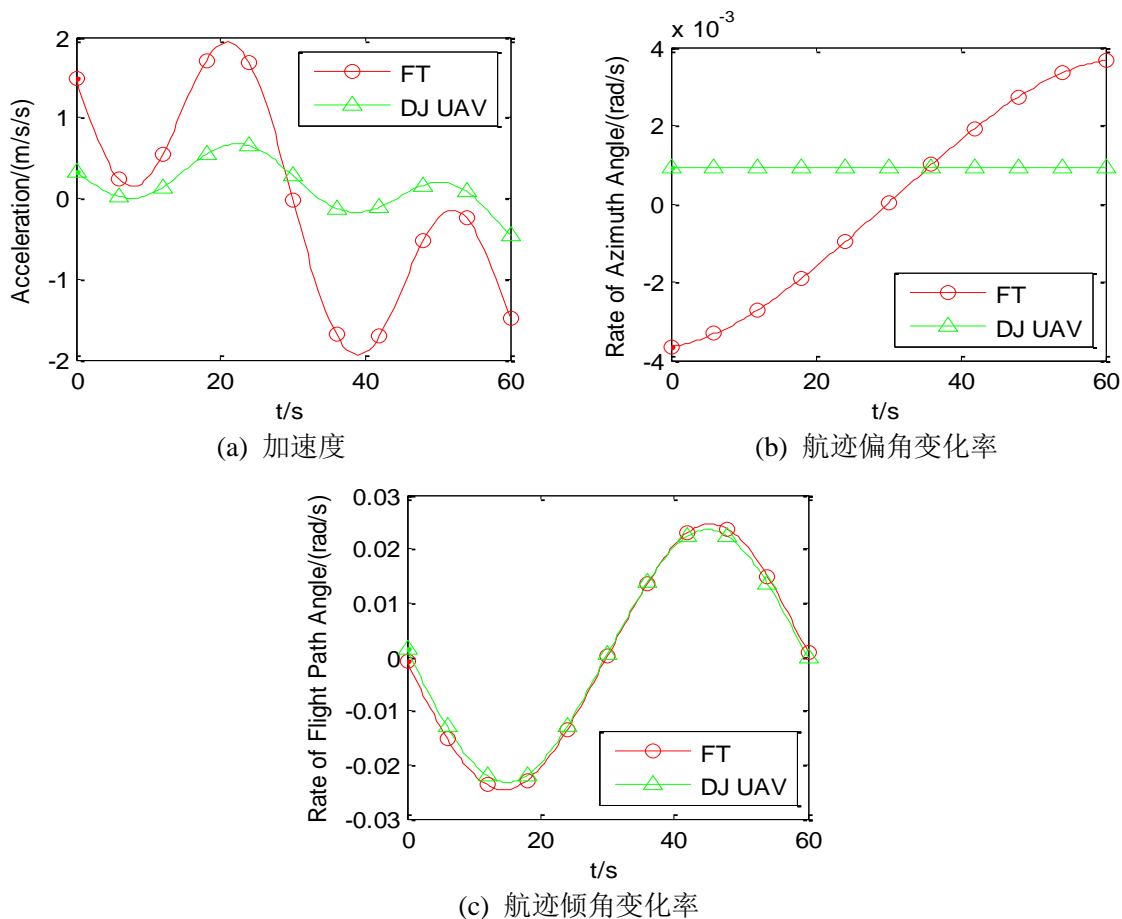 2
1
0
-1
-2
0
20
40
60
Acceleration/(m/s/s)
t/s
FT
DJ UAV
(a) 加速度
x 10^-3
4
2
0
-2
-4
0
20
40
60
Rate of Azimuth Angle/(rad/s)
t/s
FT
DJ UAV
(b) 航迹偏角变化率
0.03
0.02
0.01
0
-0.01
-0.02
-0.03
0
20
40
60
Rate of Flight Path Angle/(rad/s)
t/s
FT
DJ UAV
(c) 航迹倾角变化率